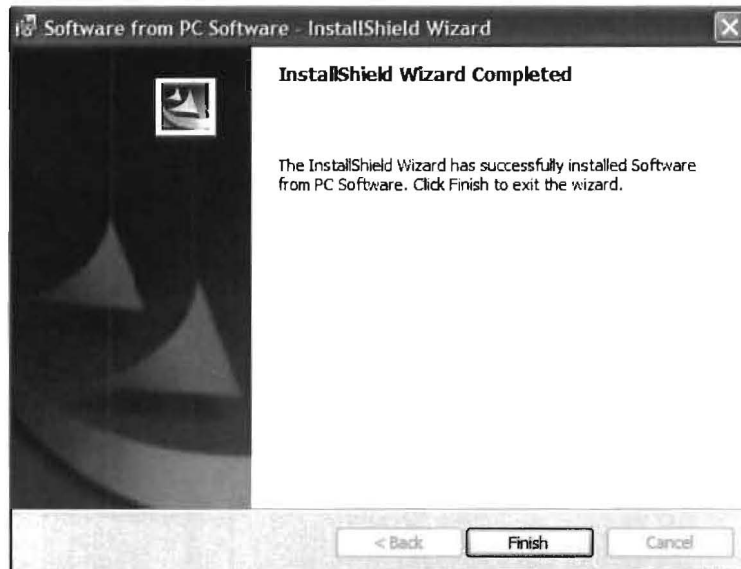 Software from PC Software - InstallShield Wizard
InstallShield Wizard Completed
The InstallShield Wizard has successfully installed Software
from PC Software. Click Finish to exit the wizard.
< Back
Finish
Cancel